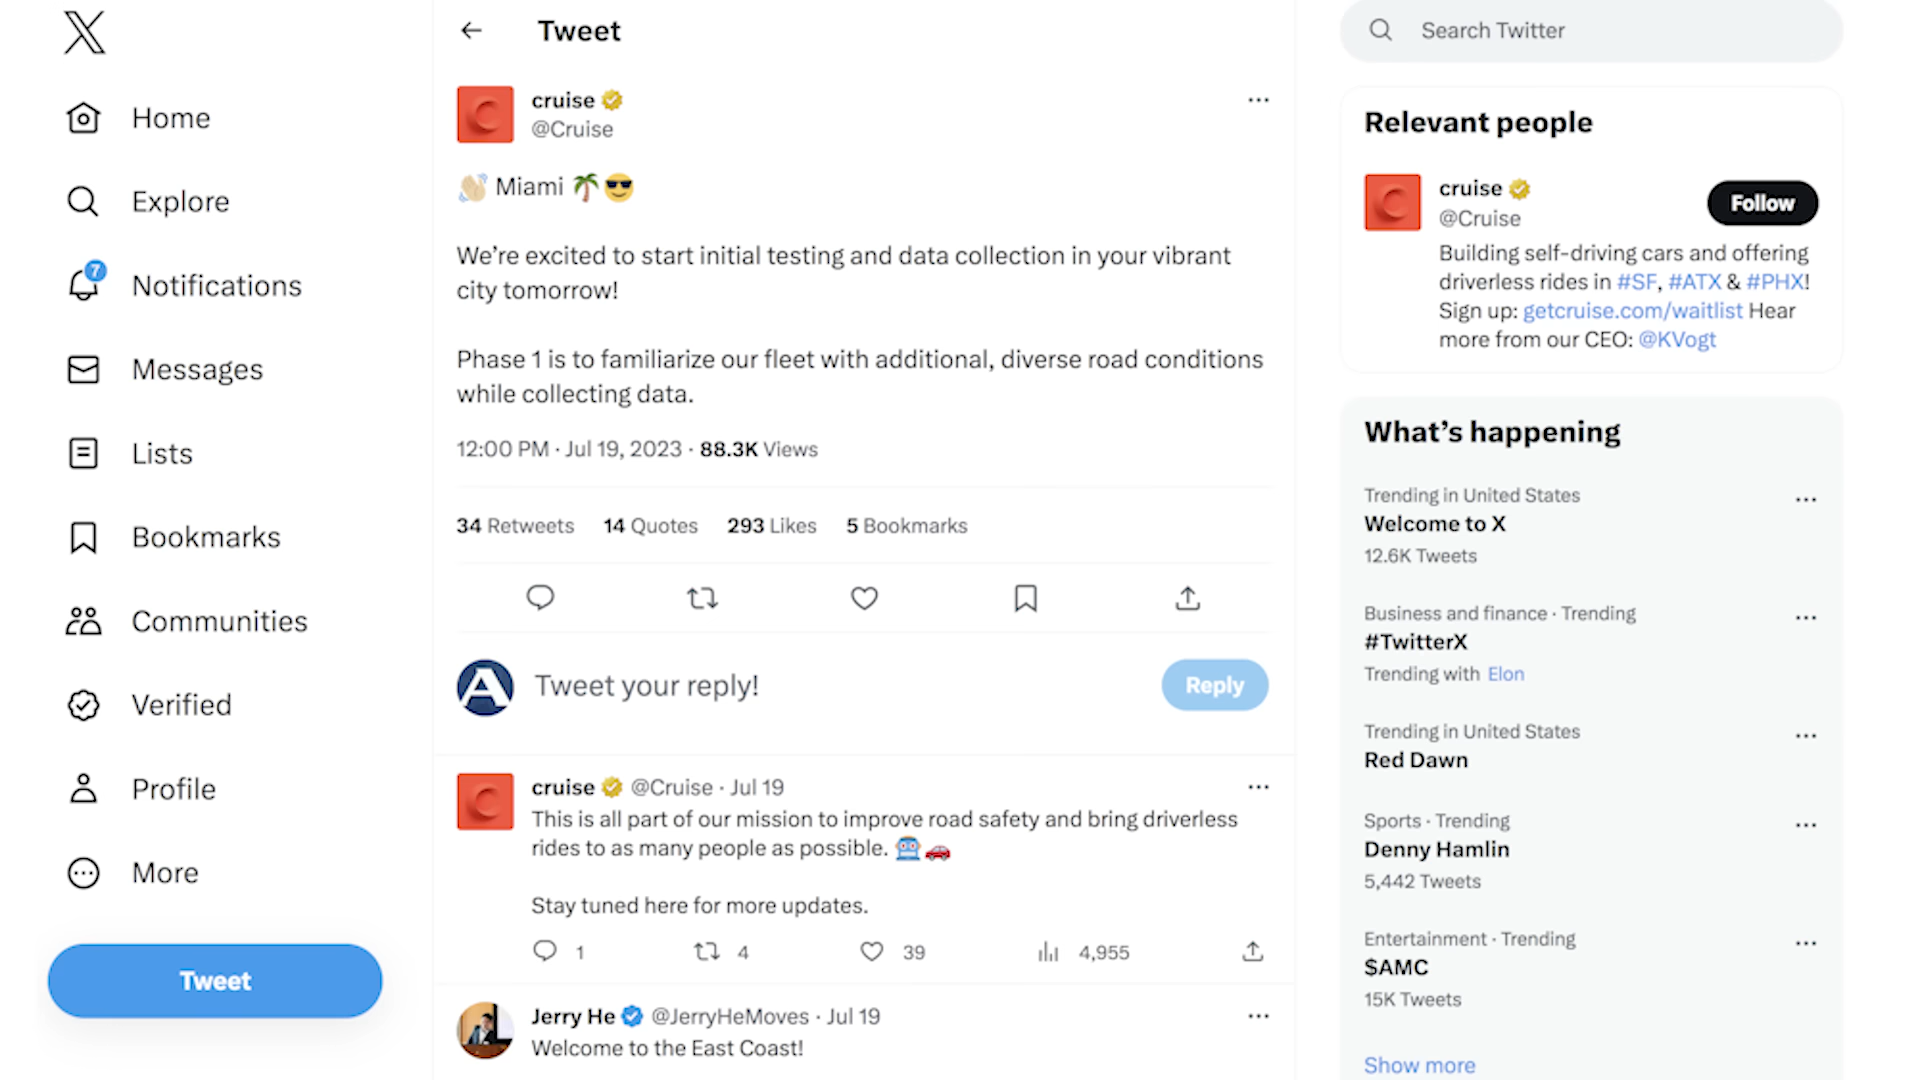 Home
Explore
7
Notifications
Messages
Lists
Bookmarks
Communities
Verified
Profile
More
Tweet
Tweet
cruise
@Cruise
👋🏼 Miami 🌴😎
We’re excited to start initial testing and data collection in your vibrant
city tomorrow!
Phase 1 is to familiarize our fleet with additional, diverse road conditions
while collecting data.
12:00 PM · Jul 19, 2023 · 88.3K Views
34 Retweets 14 Quotes 293 Likes 5 Bookmarks
Tweet your reply!
Reply
cruise @Cruise · Jul 19
This is all part of our mission to improve road safety and bring driverless
rides to as many people as possible. 🤖🚗
Stay tuned here for more updates.
1 4 39 4,955
Jerry He @JerryHeMoves · Jul 19
Welcome to the East Coast!
Search Twitter
Relevant people
cruise
@Cruise
Follow
Building self-driving cars and offering
driverless rides in #SF, #ATX & #PHX!
Sign up: getcruise.com/waitlist Hear
more from our CEO: @KVogt
What’s happening
Trending in United States
Welcome to X
12.6K Tweets
Business and finance · Trending
#TwitterX
Trending with Elon
Trending in United States
Red Dawn
Sports · Trending
Denny Hamlin
5,442 Tweets
Entertainment · Trending
$AMC
15K Tweets
Show more